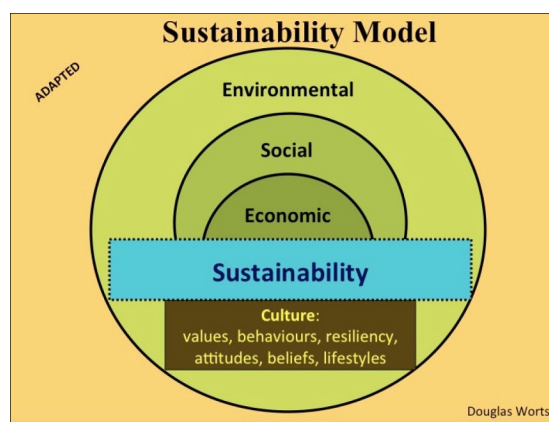 Sustainability Model
ADAPTED
Environmental
Social
Economic
Sustainability
Culture:
values, behaviours, resiliency,
attitudes, beliefs, lifestyles
Douglas Worts